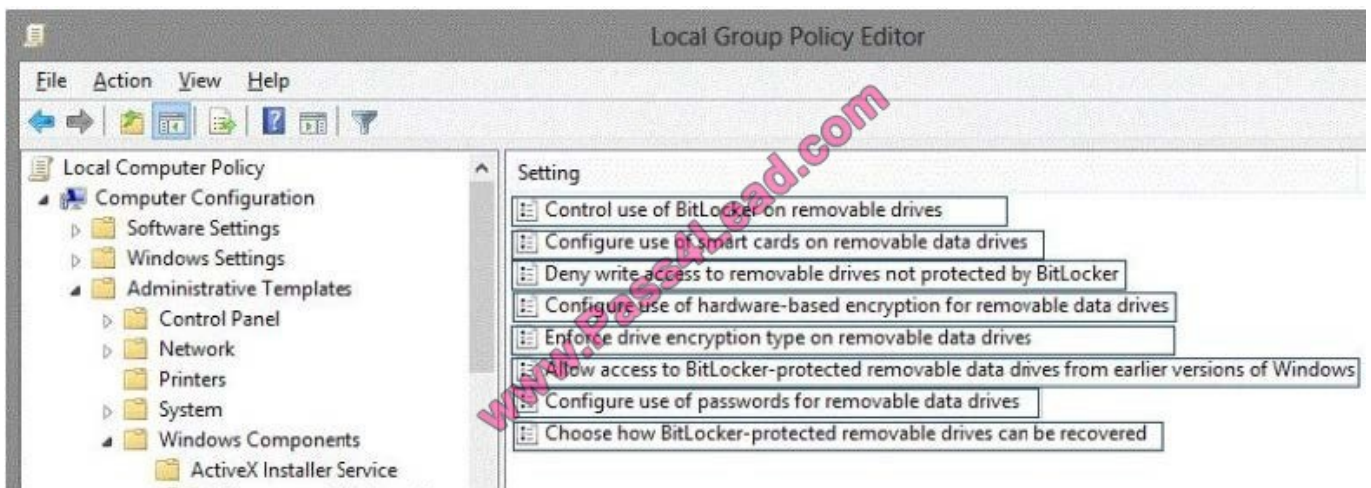 Local Group Policy Editor
File Action View Help
Local Computer Policy
Computer Configuration
Software Settings
Windows Settings
Administrative Templates
Control Panel
Network
Printers
System
Windows Components
ActiveX Installer Service
Setting
Control use of BitLocker on removable drives
Configure use of smart cards on removable data drives
Deny write access to removable drives not protected by BitLocker
Configure use of hardware-based encryption for removable data drives
Enforce drive encryption type on removable data drives
Allow access to BitLocker-protected removable data drives from earlier versions of Windows
Configure use of passwords for removable data drives
Choose how BitLocker-protected removable drives can be recovered
www.Pass4Lead.com